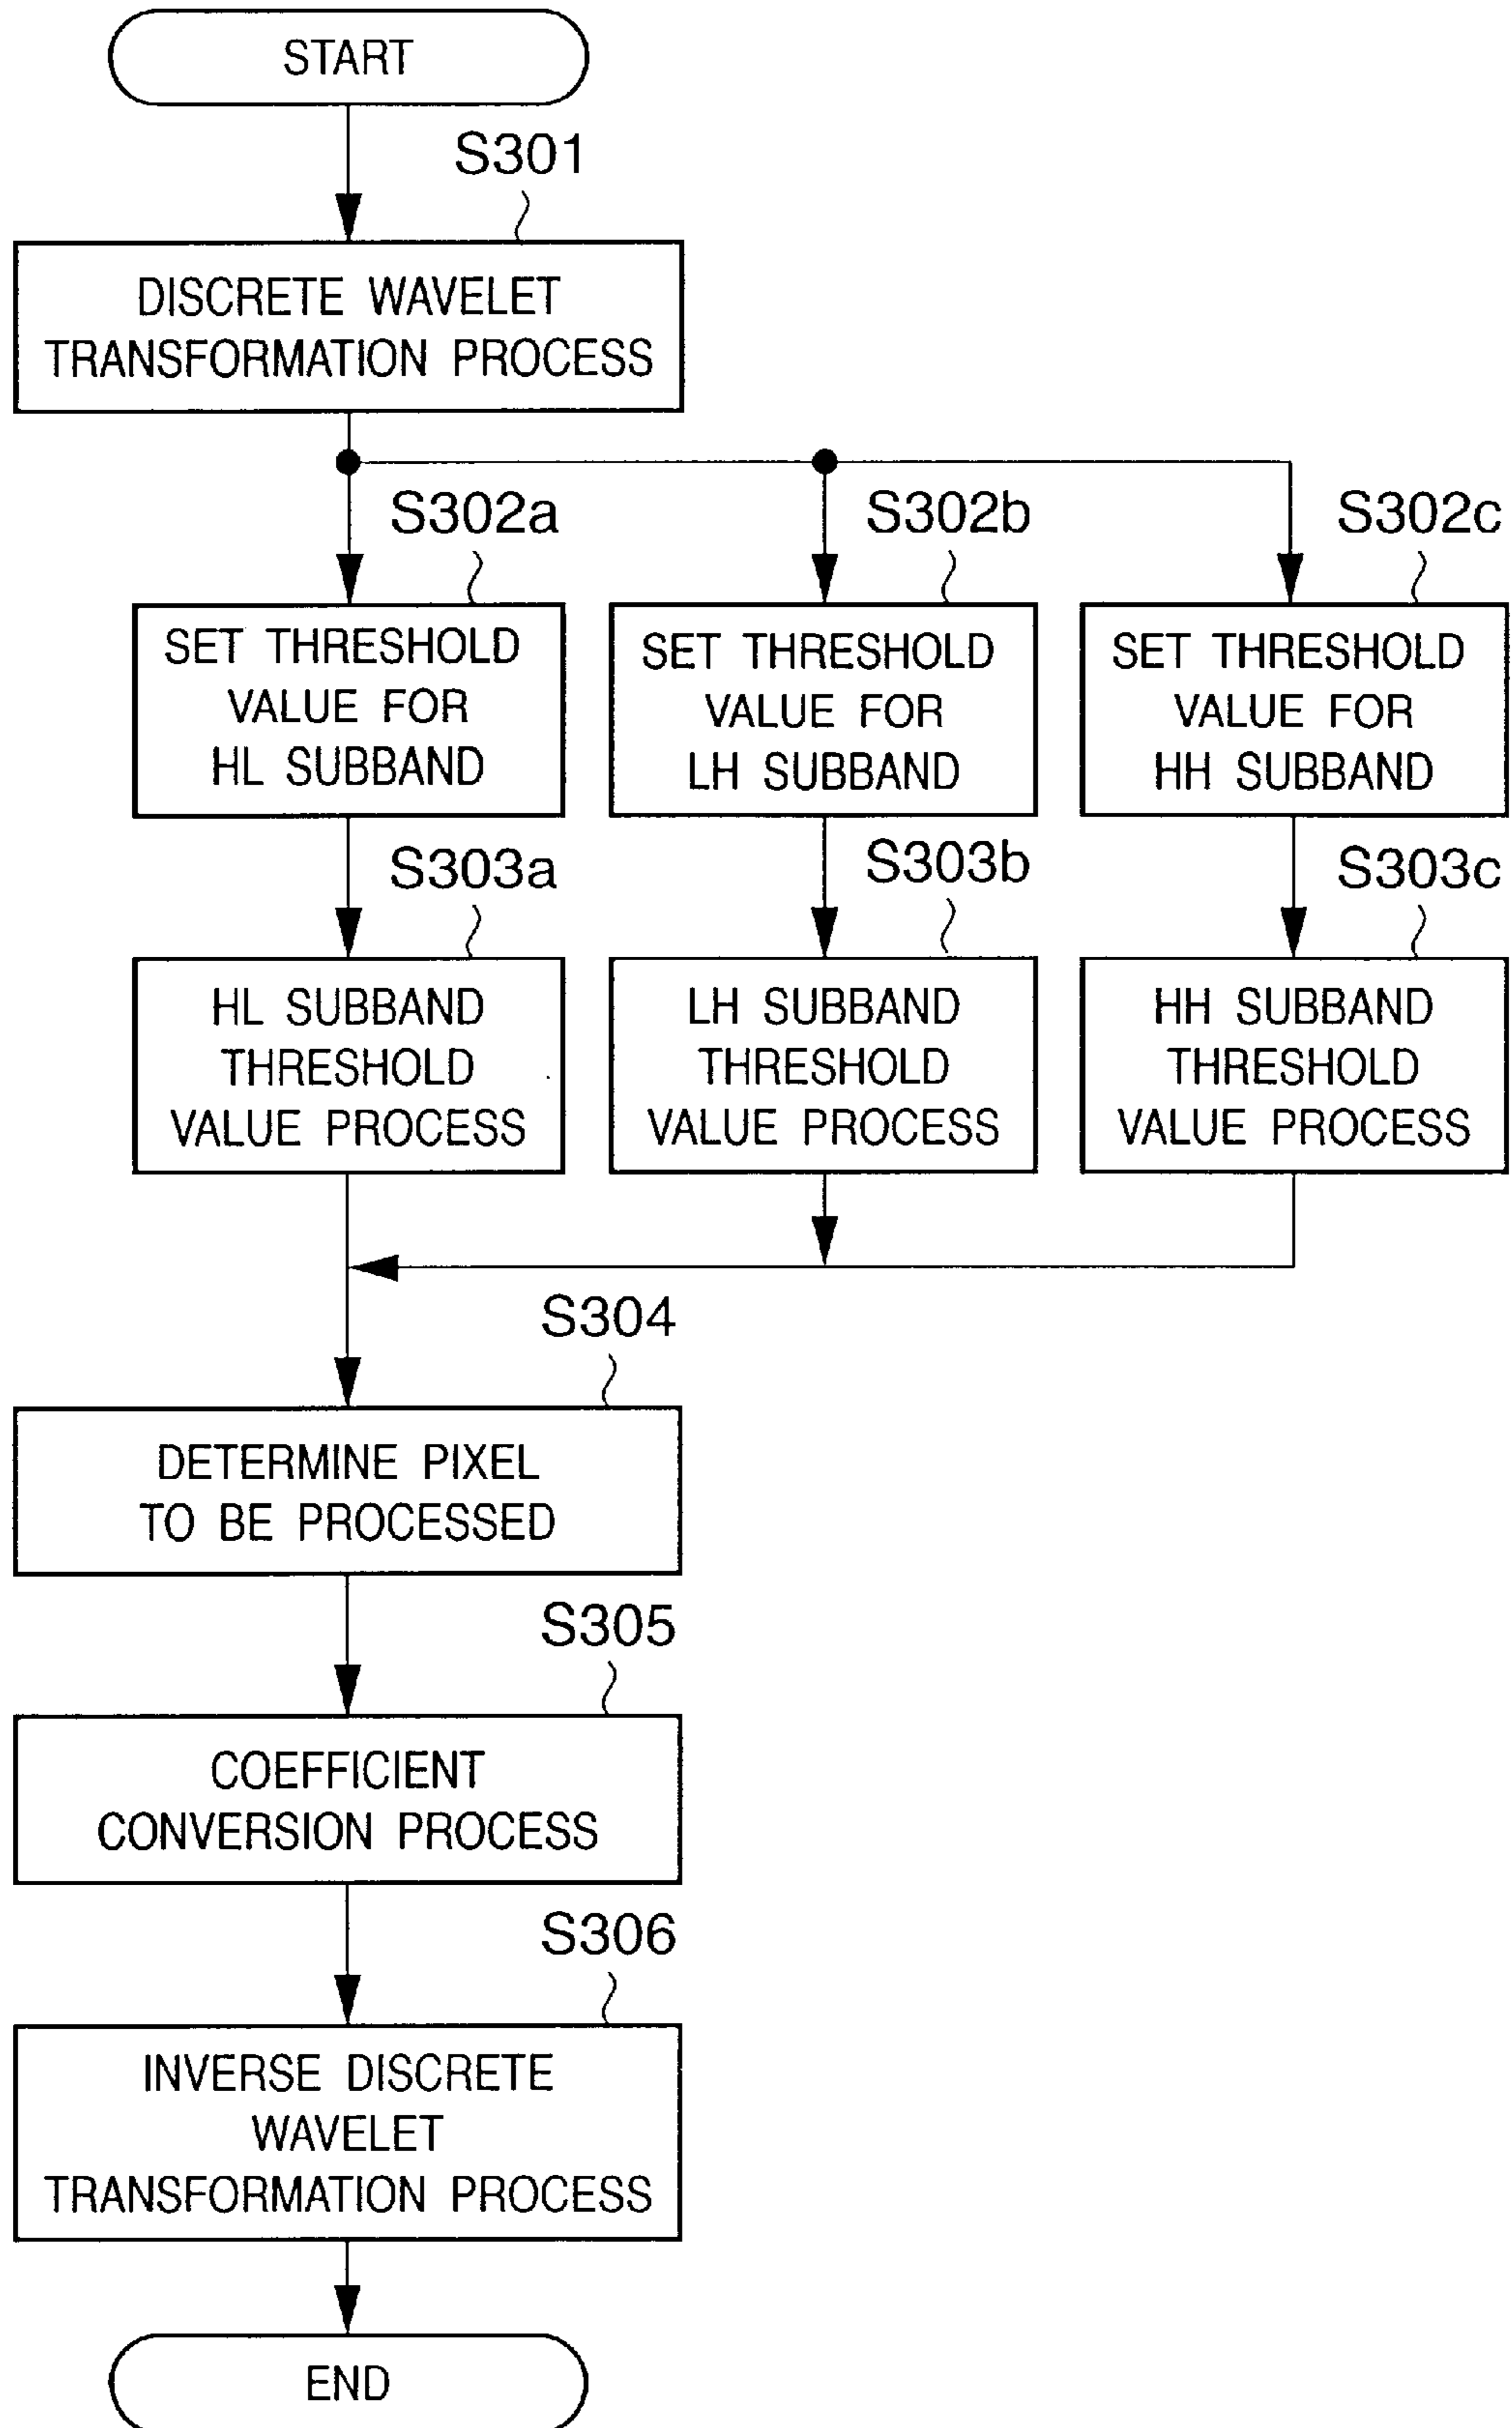 START
S301
DISCRETE WAVELET
TRANSFORMATION PROCESS
S302a
SET THRESHOLD
VALUE FOR
HL SUBBAND
S302b
SET THRESHOLD
VALUE FOR
LH SUBBAND
S302c
SET THRESHOLD
VALUE FOR
HH SUBBAND
S303a
HL SUBBAND
THRESHOLD
VALUE PROCESS
S303b
LH SUBBAND
THRESHOLD
VALUE PROCESS
S303c
HH SUBBAND
THRESHOLD
VALUE PROCESS
S304
DETERMINE PIXEL
TO BE PROCESSED
S305
COEFFICIENT
CONVERSION PROCESS
S306
INVERSE DISCRETE
WAVELET
TRANSFORMATION PROCESS
END